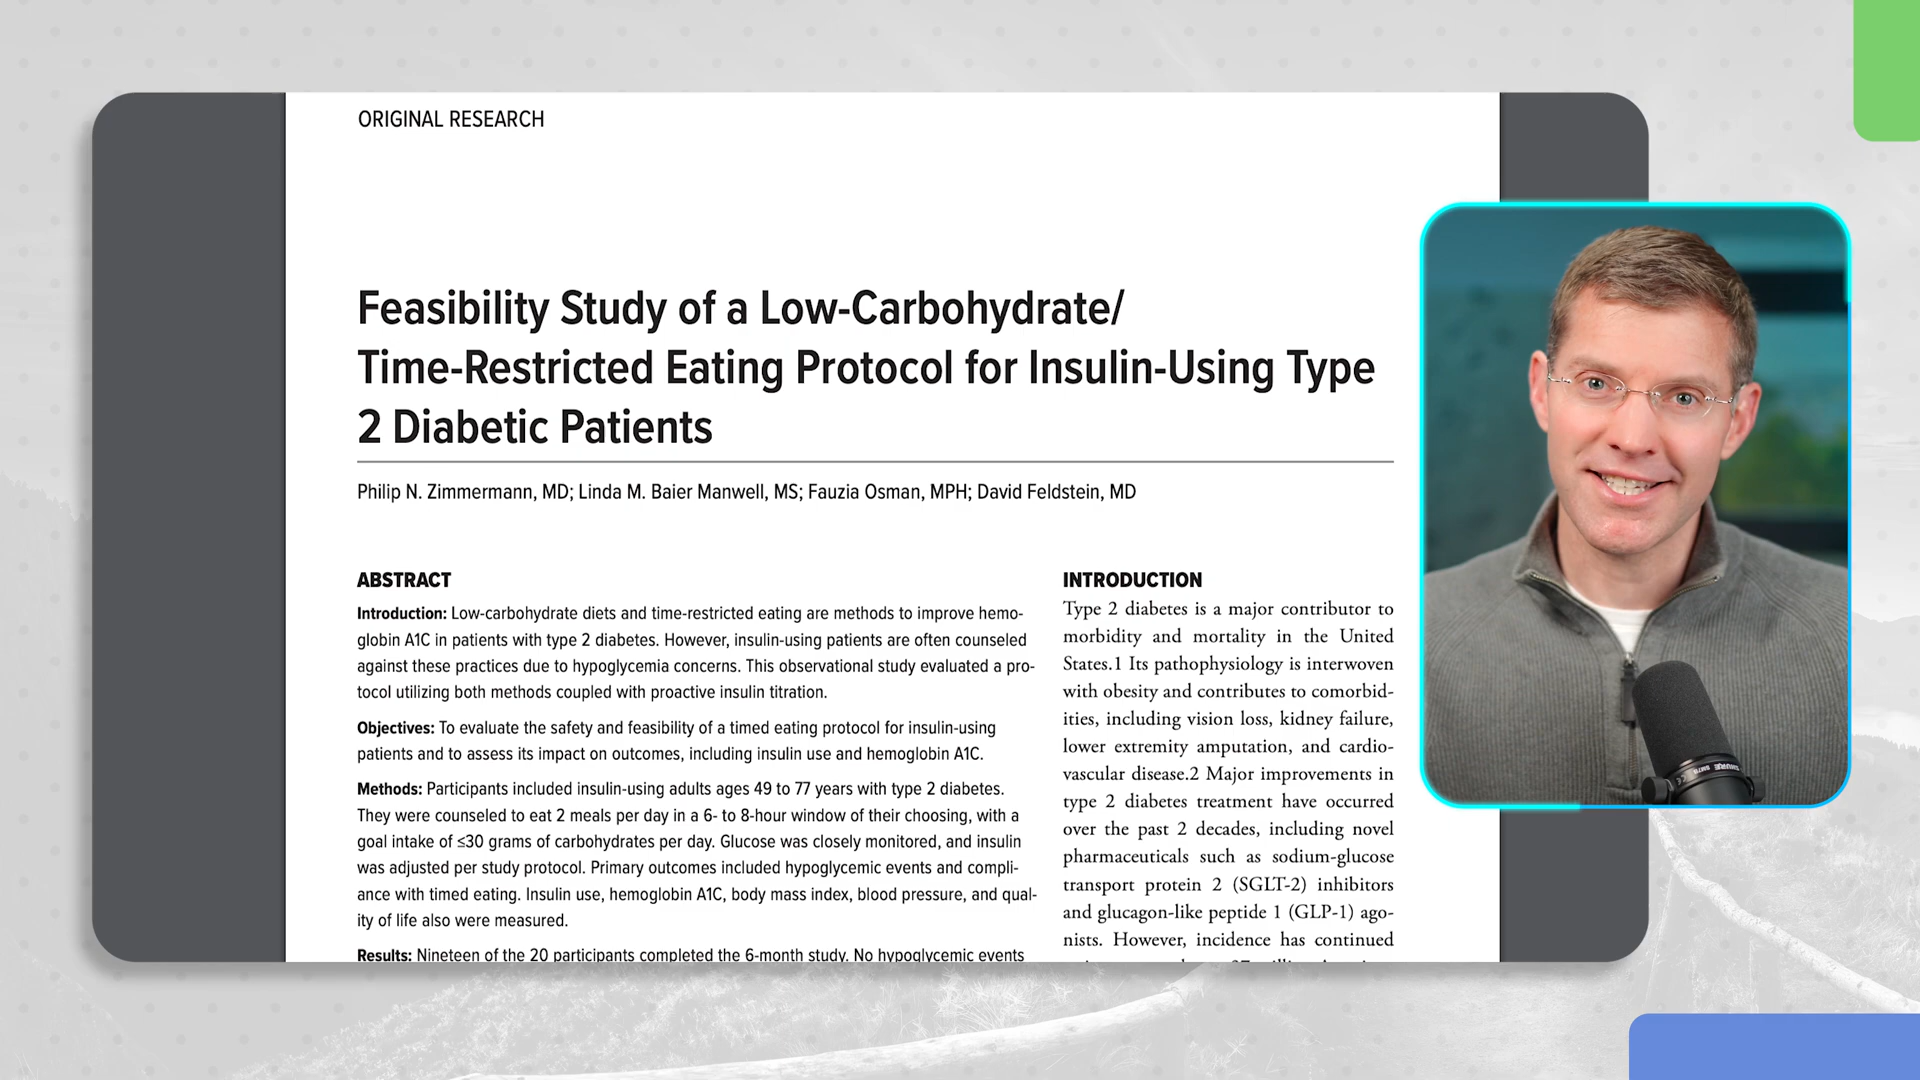 ORIGINAL RESEARCH
Feasibility Study of a Low-Carbohydrate/
Time-Restricted Eating Protocol for Insulin-Using Type
2 Diabetic Patients
Philip N. Zimmermann, MD; Linda M. Baier Manwell, MS; Fauzia Osman, MPH; David Feldstein, MD
ABSTRACT
Introduction: Low-carbohydrate diets and time-restricted eating are methods to improve hemo-
globin A1C in patients with type 2 diabetes. However, insulin-using patients are often counseled
against these practices due to hypoglycemia concerns. This observational study evaluated a pro-
tocol utilizing both methods coupled with proactive insulin titration.
Objectives: To evaluate the safety and feasibility of a timed eating protocol for insulin-using
patients and to assess its impact on outcomes, including insulin use and hemoglobin A1C.
Methods: Participants included insulin-using adults ages 49 to 77 years with type 2 diabetes.
They were counseled to eat 2 meals per day in a 6- to 8-hour window of their choosing, with a
goal intake of ≤30 grams of carbohydrates per day. Glucose was closely monitored, and insulin
was adjusted per study protocol. Primary outcomes included hypoglycemic events and compli-
ance with timed eating. Insulin use, hemoglobin A1C, body mass index, blood pressure, and qual-
ity of life also were measured.
Results: Nineteen of the 20 participants completed the 6-month study. No hypoglycemic events
INTRODUCTION
Type 2 diabetes is a major contributor to
morbidity and mortality in the United
States.1 Its pathophysiology is interwoven
with obesity and contributes to comorbid-
ities, including vision loss, kidney failure,
lower extremity amputation, and cardio-
vascular disease.2 Major improvements in
type 2 diabetes treatment have occurred
over the past 2 decades, including novel
pharmaceuticals such as sodium-glucose
transport protein 2 (SGLT-2) inhibitors
and glucagon-like peptide 1 (GLP-1) ago-
nists. However, incidence has continued
SHURE SM7B